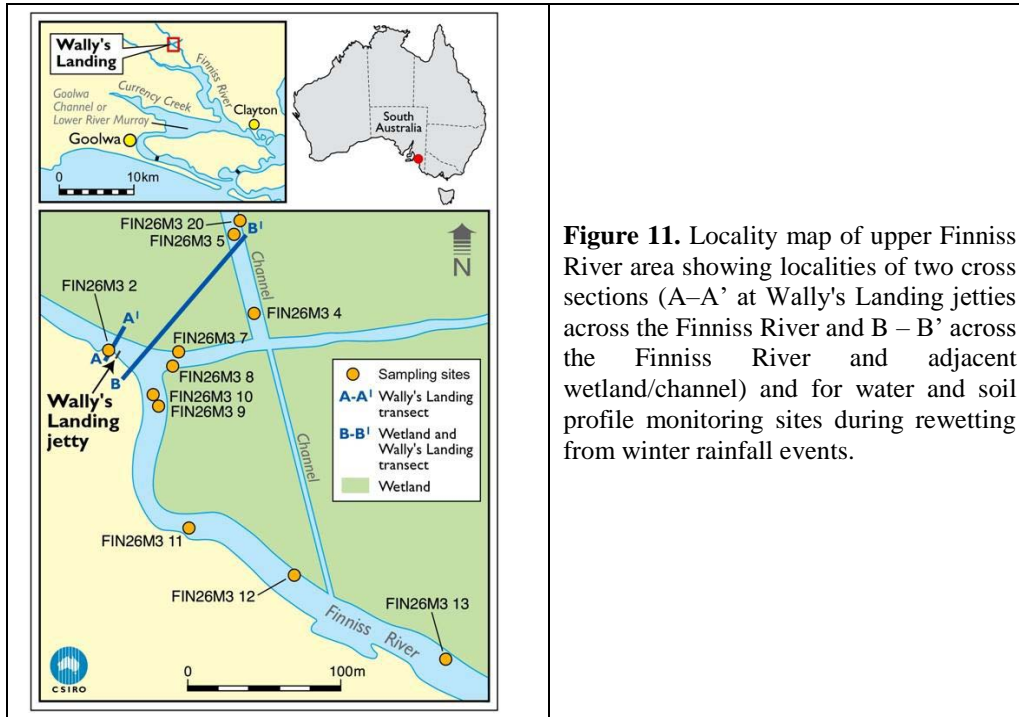 Wally's
Landing
Finniss River
Currency Creek
Goolwa
Channel or
Lower River Murray
Clayton
Goolwa
0
10km
South
Australia
FIN26M3 20
FIN26M3 5
B'
N
Channel
FIN26M3 2
A'
FIN26M3 4
FIN26M3 7
A
B
FIN26M3 8
Wally's
Landing
jetty
FIN26M3 10
FIN26M3 9
Sampling sites
A-A' Wally's Landing
transect
B-B' Wetland and
Wally's Landing
transect
Wetland
Channel
FIN26M3 11
FIN26M3 12
FIN26M3 13
Finniss River
0
100m
CSIRO
Figure 11. Locality map of upper Finniss
River area showing localities of two cross
sections (A–A’ at Wally's Landing jetties
across the Finniss River and B – B’ across
the Finniss River and adjacent
wetland/channel) and for water and soil
profile monitoring sites during rewetting
from winter rainfall events.